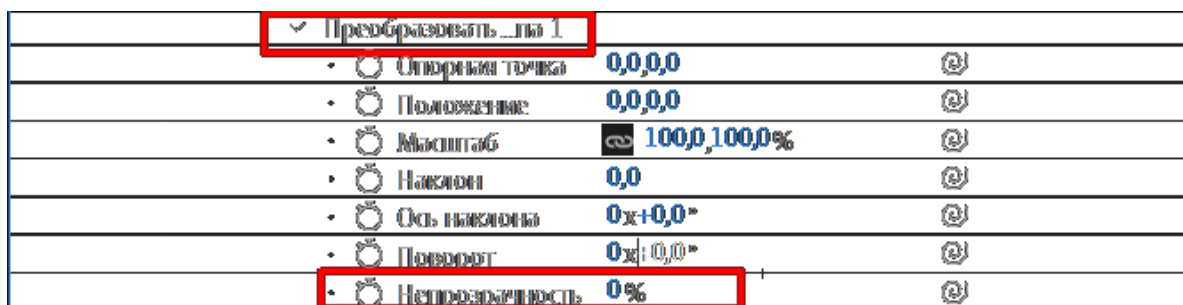 Преобразовать ...па 1
Опорная точка 0,0,0,0
Положение 0,0,0,0
Масштаб 100,0,100,0%
Наклон 0,0
Ось наклона 0x+0,0°
Поворот 0x+0,0°
Непрозрачность 0%